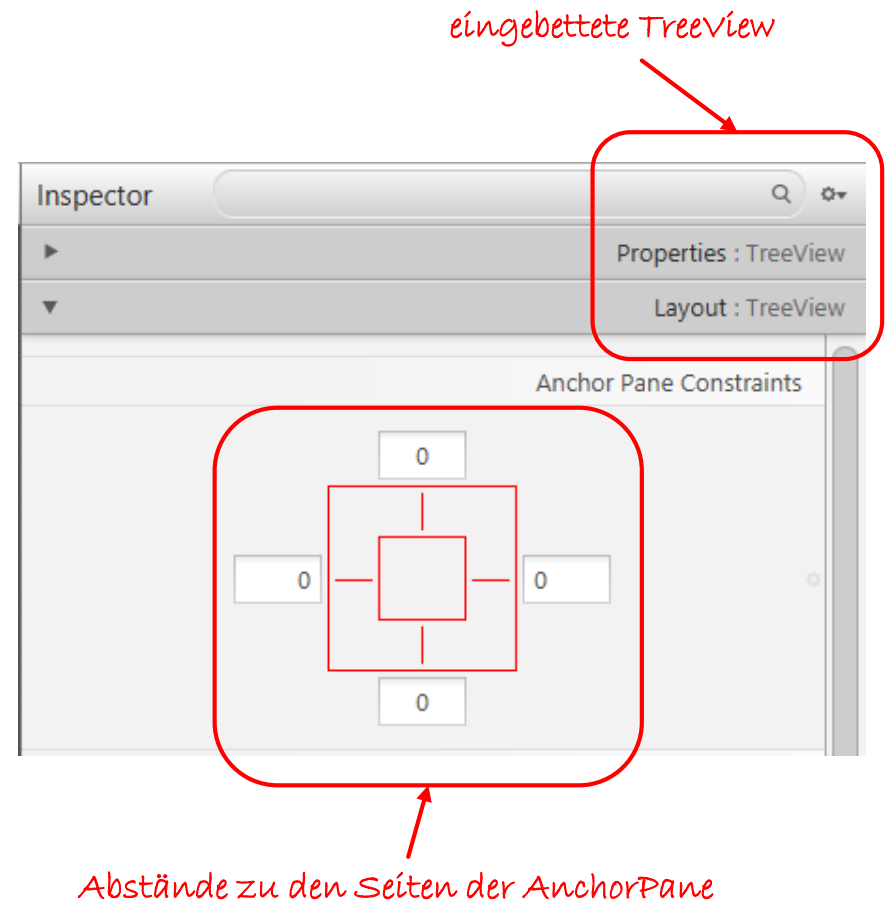 eingebettete TreeView
Inspector
Properties : TreeView
Layout : TreeView
Anchor Pane Constraints
0
0 0
0
Abstände zu den Seiten der AnchorPane